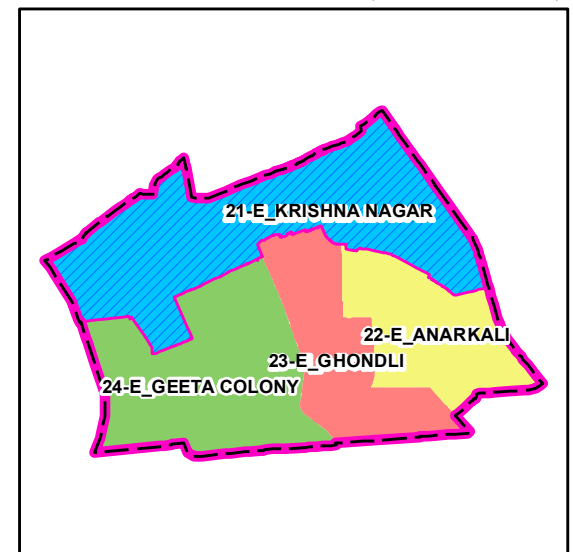 21-E_KRISHNA NAGAR
22-E_ANARKALI
23-E_GHONDLI
24-E_GEETA COLONY